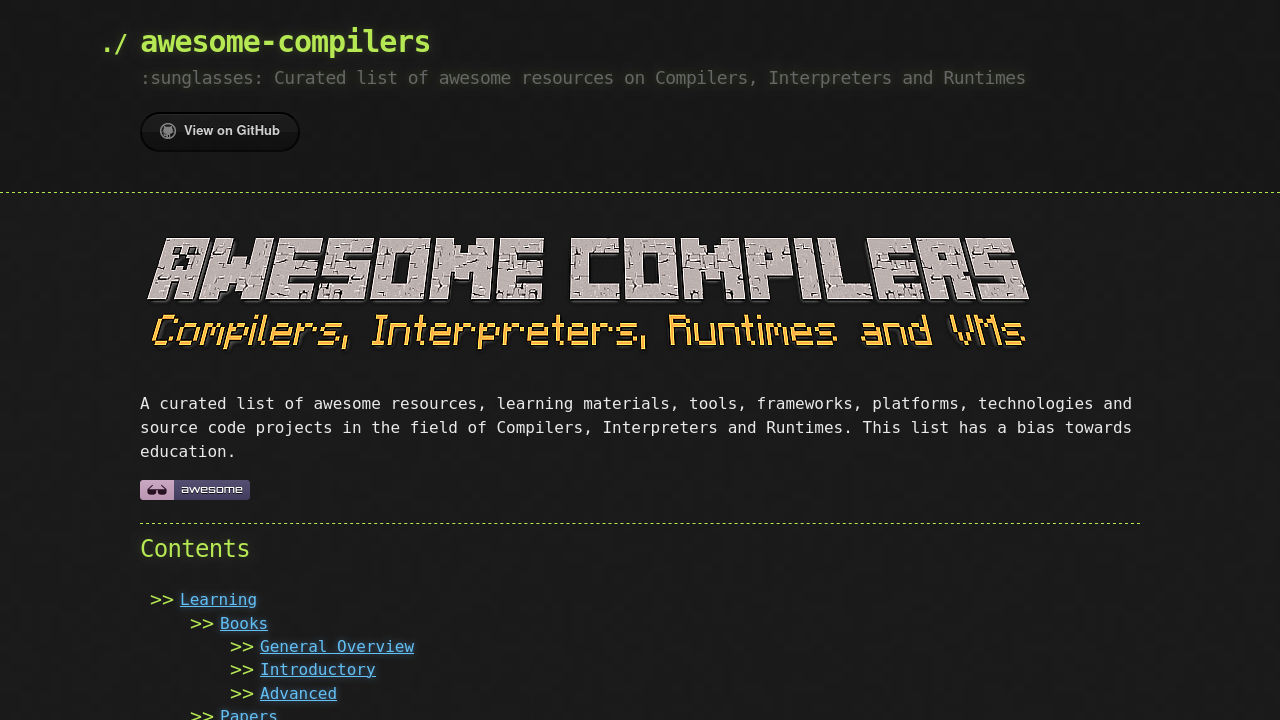 ./ awesome-compilers
:sunglasses: Curated list of awesome resources on Compilers, Interpreters and Runtimes
View on GitHub
AWESOME COMPILERS
Compilers, Interpreters, Runtimes and VMs
A curated list of awesome resources, learning materials, tools, frameworks, platforms, technologies and
source code projects in the field of Compilers, Interpreters and Runtimes. This list has a bias towards
education.
awesome
Contents
>> Learning
>> Books
>> General Overview
>> Introductory
>> Advanced
>> Papers